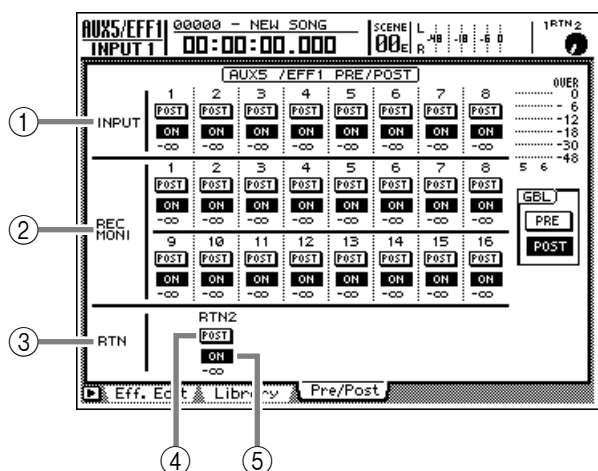 AUX5/EFF1 00000 - NEW SONG SCENE L -48 -18 -6 0 1 RTN2
INPUT 1 00:00:00.000 00E R
AUX5 /EFF1 PRE/POST
OVER
0
- 6
-12
-18
-30
-48
5 6
① INPUT 1 2 3 4 5 6 7 8
POST POST POST POST POST POST POST POST
ON ON ON ON ON ON ON ON
-∞ -∞ -∞ -∞ -∞ -∞ -∞ -∞
② REC MONI 1 2 3 4 5 6 7 8
POST POST POST POST POST POST POST POST
ON ON ON ON ON ON ON ON
-∞ -∞ -∞ -∞ -∞ -∞ -∞ -∞
9 10 11 12 13 14 15 16
POST POST POST POST POST POST POST POST
ON ON ON ON ON ON ON ON
-∞ -∞ -∞ -∞ -∞ -∞ -∞ -∞
GBL
PRE
POST
③ RTN RTN2
POST
ON
-∞
Eff. Edit Library Pre/Post
④ ⑤